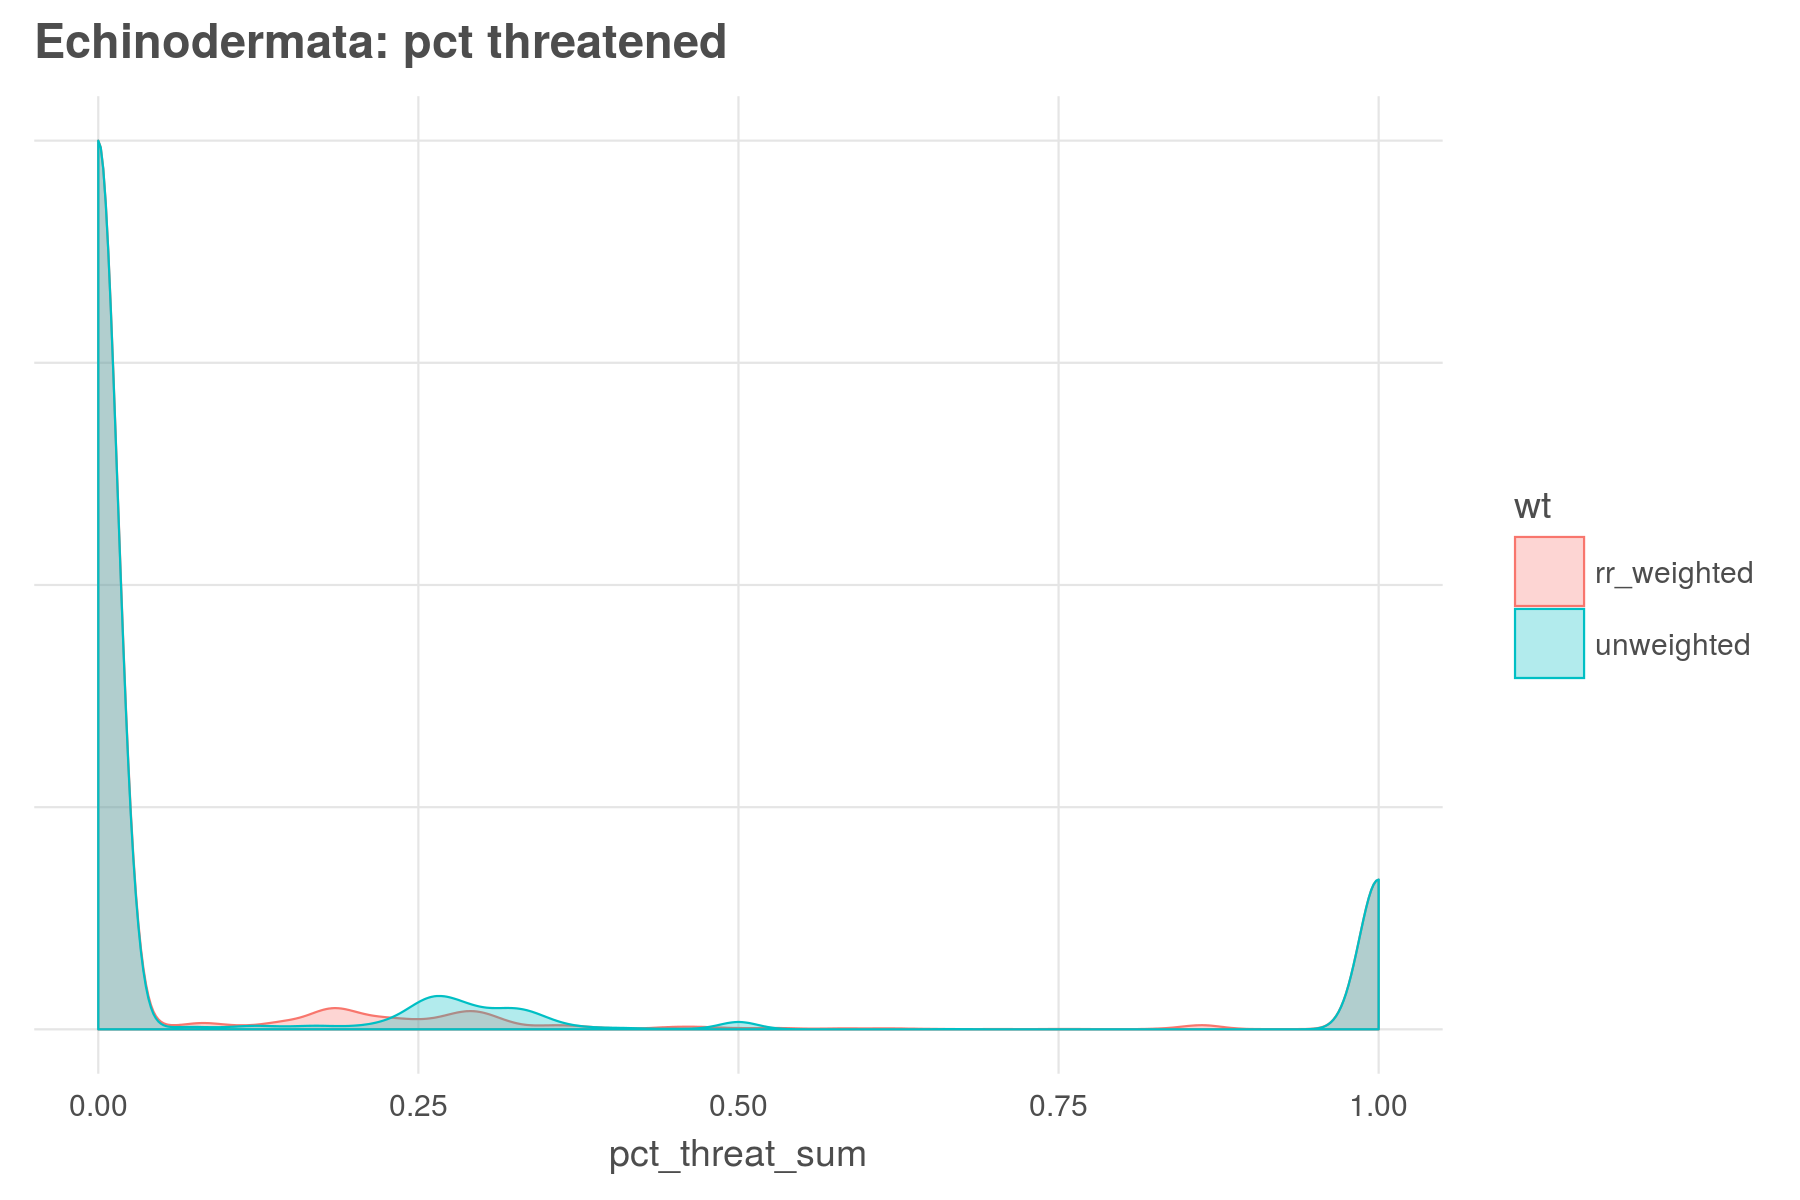 Echinodermata: pct threatened
wt
rr_weighted
unweighted
0.00 0.25 0.50 0.75 1.00
pct_threat_sum